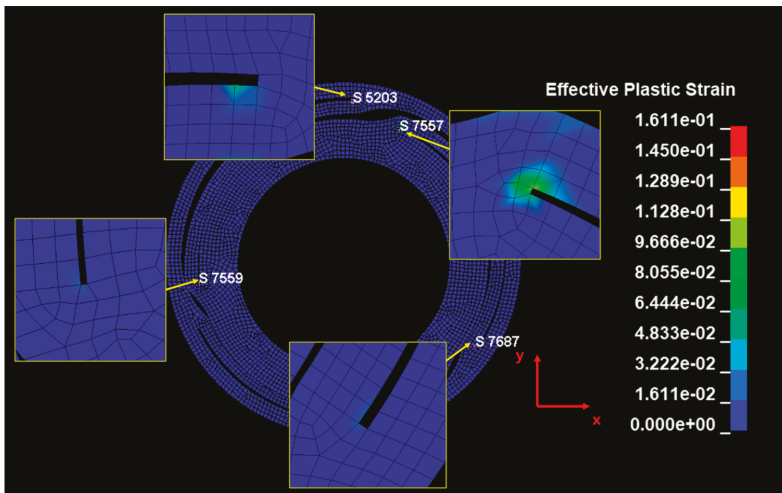 S 5203
S 7557
S 7559
S 7687
y
x
Effective Plastic Strain
1.611e-01
1.450e-01
1.289e-01
1.128e-01
9.666e-02
8.055e-02
6.444e-02
4.833e-02
3.222e-02
1.611e-02
0.000e+00